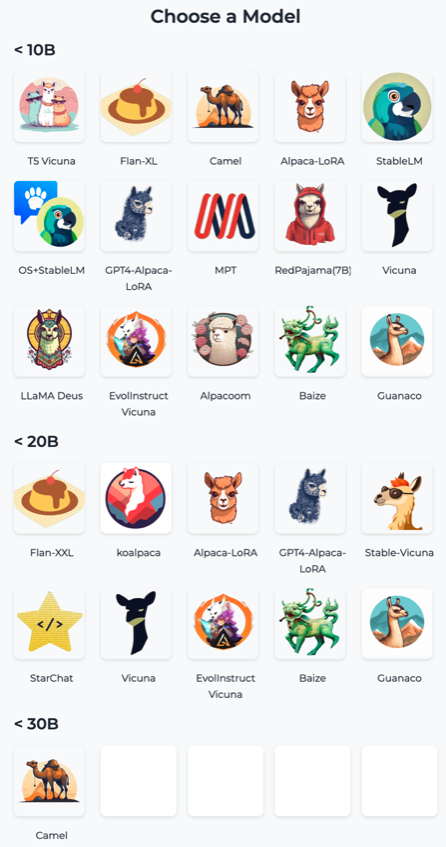 Choose a Model
< 10B
T5 Vicuna
Flan-XL
Camel
Alpaca-LoRA
StableLM
OS+StableLM
GPT4-Alpaca-
LoRA
MPT
RedPajama(7B)
Vicuna
LLaMA Deus
EvolInstruct
Vicuna
Alpacoom
Baize
Guanaco
< 20B
Flan-XXL
koalpaca
Alpaca-LoRA
GPT4-Alpaca-
LoRA
Stable-Vicuna
</>
StarChat
Vicuna
EvolInstruct
Vicuna
Baize
Guanaco
< 30B
Camel